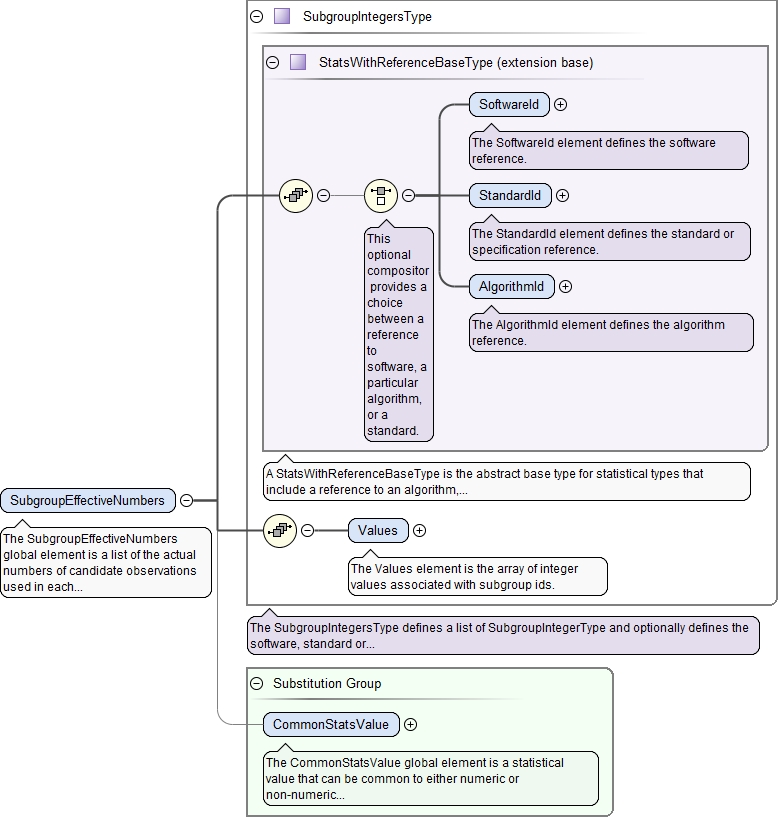 SubgroupIntegersType
StatsWithReferenceBaseType (extension base)
SoftwareId
The SoftwareId element defines the software
reference.
StandardId
The StandardId element defines the standard or
specification reference.
AlgorithmId
The AlgorithmId element defines the algorithm
reference.
This
optional
compositor
provides a
choice
between a
reference
to
software, a
particular
algorithm,
or a
standard.
A StatsWithReferenceBaseType is the abstract base type for statistical types that
include a reference to an algorithm,...
SubgroupEffectiveNumbers
The SubgroupEffectiveNumbers
global element is a list of the actual
numbers of candidate observations
used in each...
Values
The Values element is the array of integer
values associated with subgroup ids.
The SubgroupIntegersType defines a list of SubgroupIntegerType and optionally defines the
software, standard or...
Substitution Group
CommonStatsValue
The CommonStatsValue global element is a statistical
value that can be common to either numeric or
non-numeric...